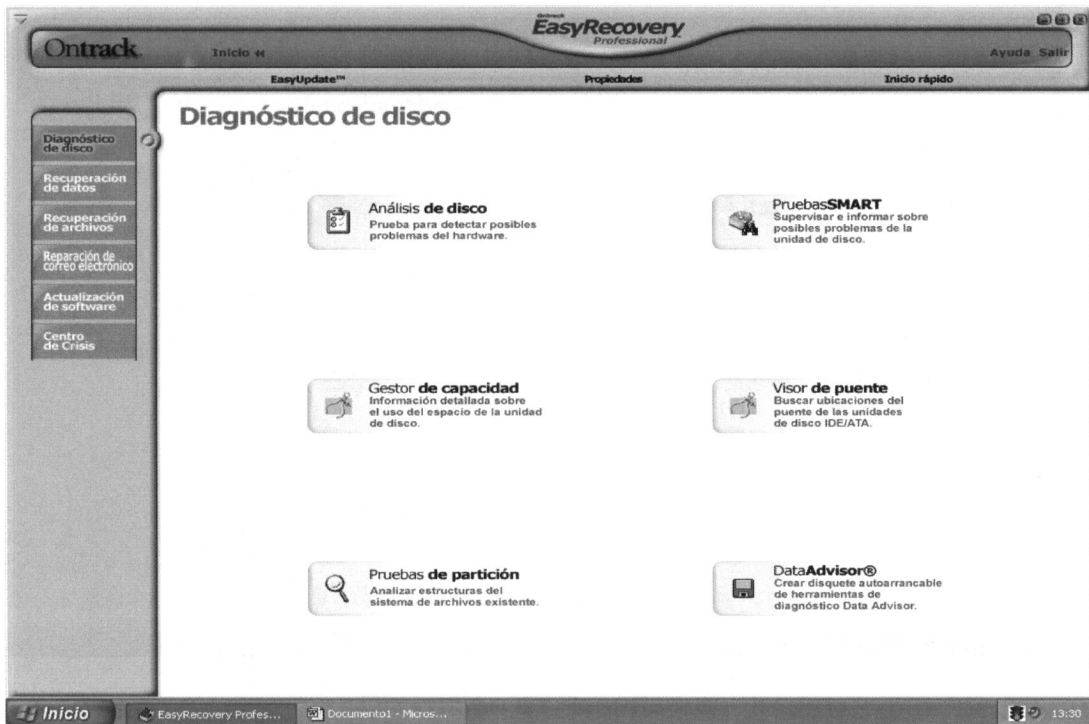 Ontrack
EasyRecovery
Professional
Ontrack
Inicio
Ayuda Salir
EasyUpdate™
Propiedades
Inicio rápido
Diagnóstico de disco
Diagnóstico
de disco
Recuperación
de datos
Recuperación
de archivos
Reparación de
correo electrónico
Actualización
de software
Centro
de Crisis
Análisis de disco
Prueba para detectar posibles
problemas del hardware.
PruebasSMART
Supervisar e informar sobre
posibles problemas de la
unidad de disco.
Gestor de capacidad
Información detallada sobre
el uso del espacio de la unidad
de disco.
Visor de puente
Buscar ubicaciones del
puente de las unidades
de disco IDE/ATA.
Pruebas de partición
Analizar estructuras del
sistema de archivos existente.
DataAdvisor®
Crear disquete autoarrancable
de herramientas de
diagnóstico Data Advisor.
Inicio
EasyRecovery Profes...
Documento1 - Micros...
13:30